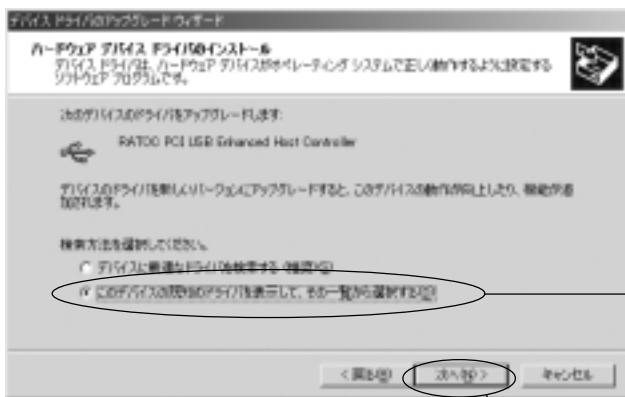 デバイス ドライバのアップグレード ウィザード
ハードウェア デバイス ドライバのインストール
デバイス ドライバは、ハードウェア デバイスがオペレーティング システムで正しく動作するように設定する
ソフトウェア プログラムです。
次のデバイスのドライバをアップグレードします:
RATOC PCI USB Enhanced Host Controller
デバイスのドライバを新しいバージョンにアップグレードすると、このデバイスの動作が向上したり、機能が追
加されます。
検索方法を選択してください。
デバイスに最適なドライバを検索する (推奨)(S)
このデバイスの既知のドライバを表示して、その一覧から選択する(D)
< 戻る(B)
次へ(N) >
キャンセル